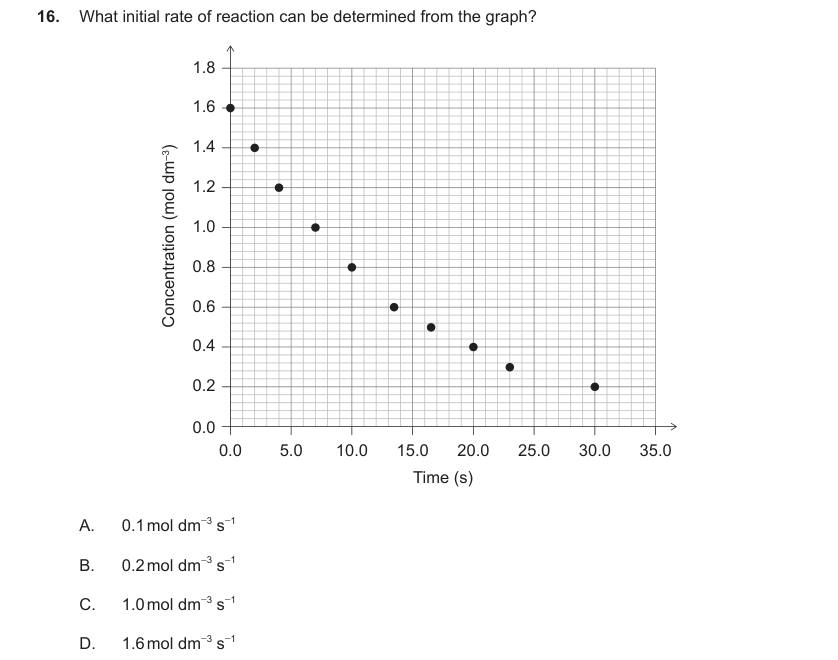 16. What initial rate of reaction can be determined from the graph?
1.8
1.6
1.4
1.2
1.0
0.8
0.6
0.4
0.2
0.0
Concentration (mol dm⁻³)
0.0 5.0 10.0 15.0 20.0 25.0 30.0 35.0
Time (s)
A. 0.1 mol dm⁻³ s⁻¹
B. 0.2 mol dm⁻³ s⁻¹
C. 1.0 mol dm⁻³ s⁻¹
D. 1.6 mol dm⁻³ s⁻¹